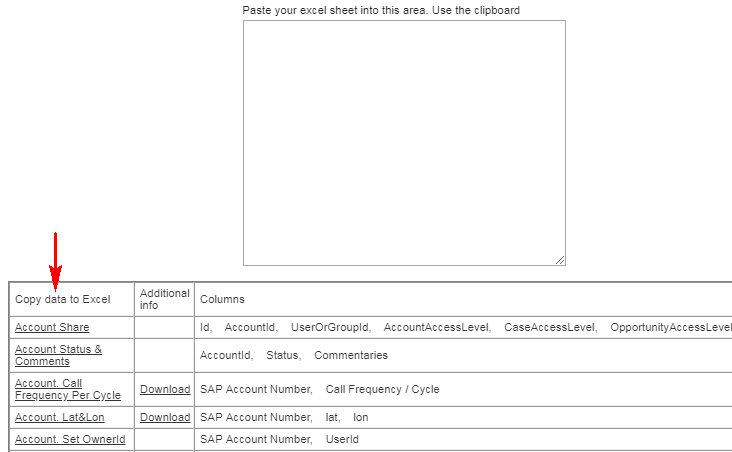 Paste your excel sheet into this area. Use the clipboard
Copy data to Excel
Additional
info
Columns
Account Share
Id, AccountId, UserOrGroupId, AccountAccessLevel, CaseAccessLevel, OpportunityAccessLevel
Account Status &
Comments
AccountId, Status, Commentaries
Account. Call
Frequency Per Cycle
Download
SAP Account Number, Call Frequency / Cycle
Account. Lat&Lon
Download
SAP Account Number, lat, lon
Account. Set OwnerId
SAP Account Number, UserId